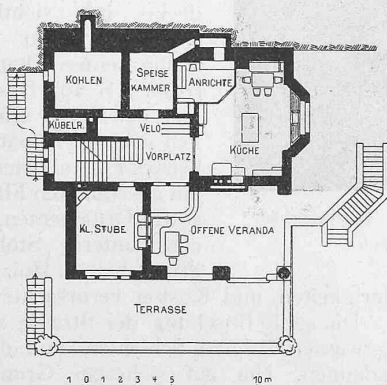 KOHLEN
SPEISE
KAMMER
ANRICHTE
KÜBELR.
VELO
VORPLATZ
KÜCHE
KL. STUBE
OFFENE VERANDA
TERRASSE
1 0 1 2 3 4 5 10 m